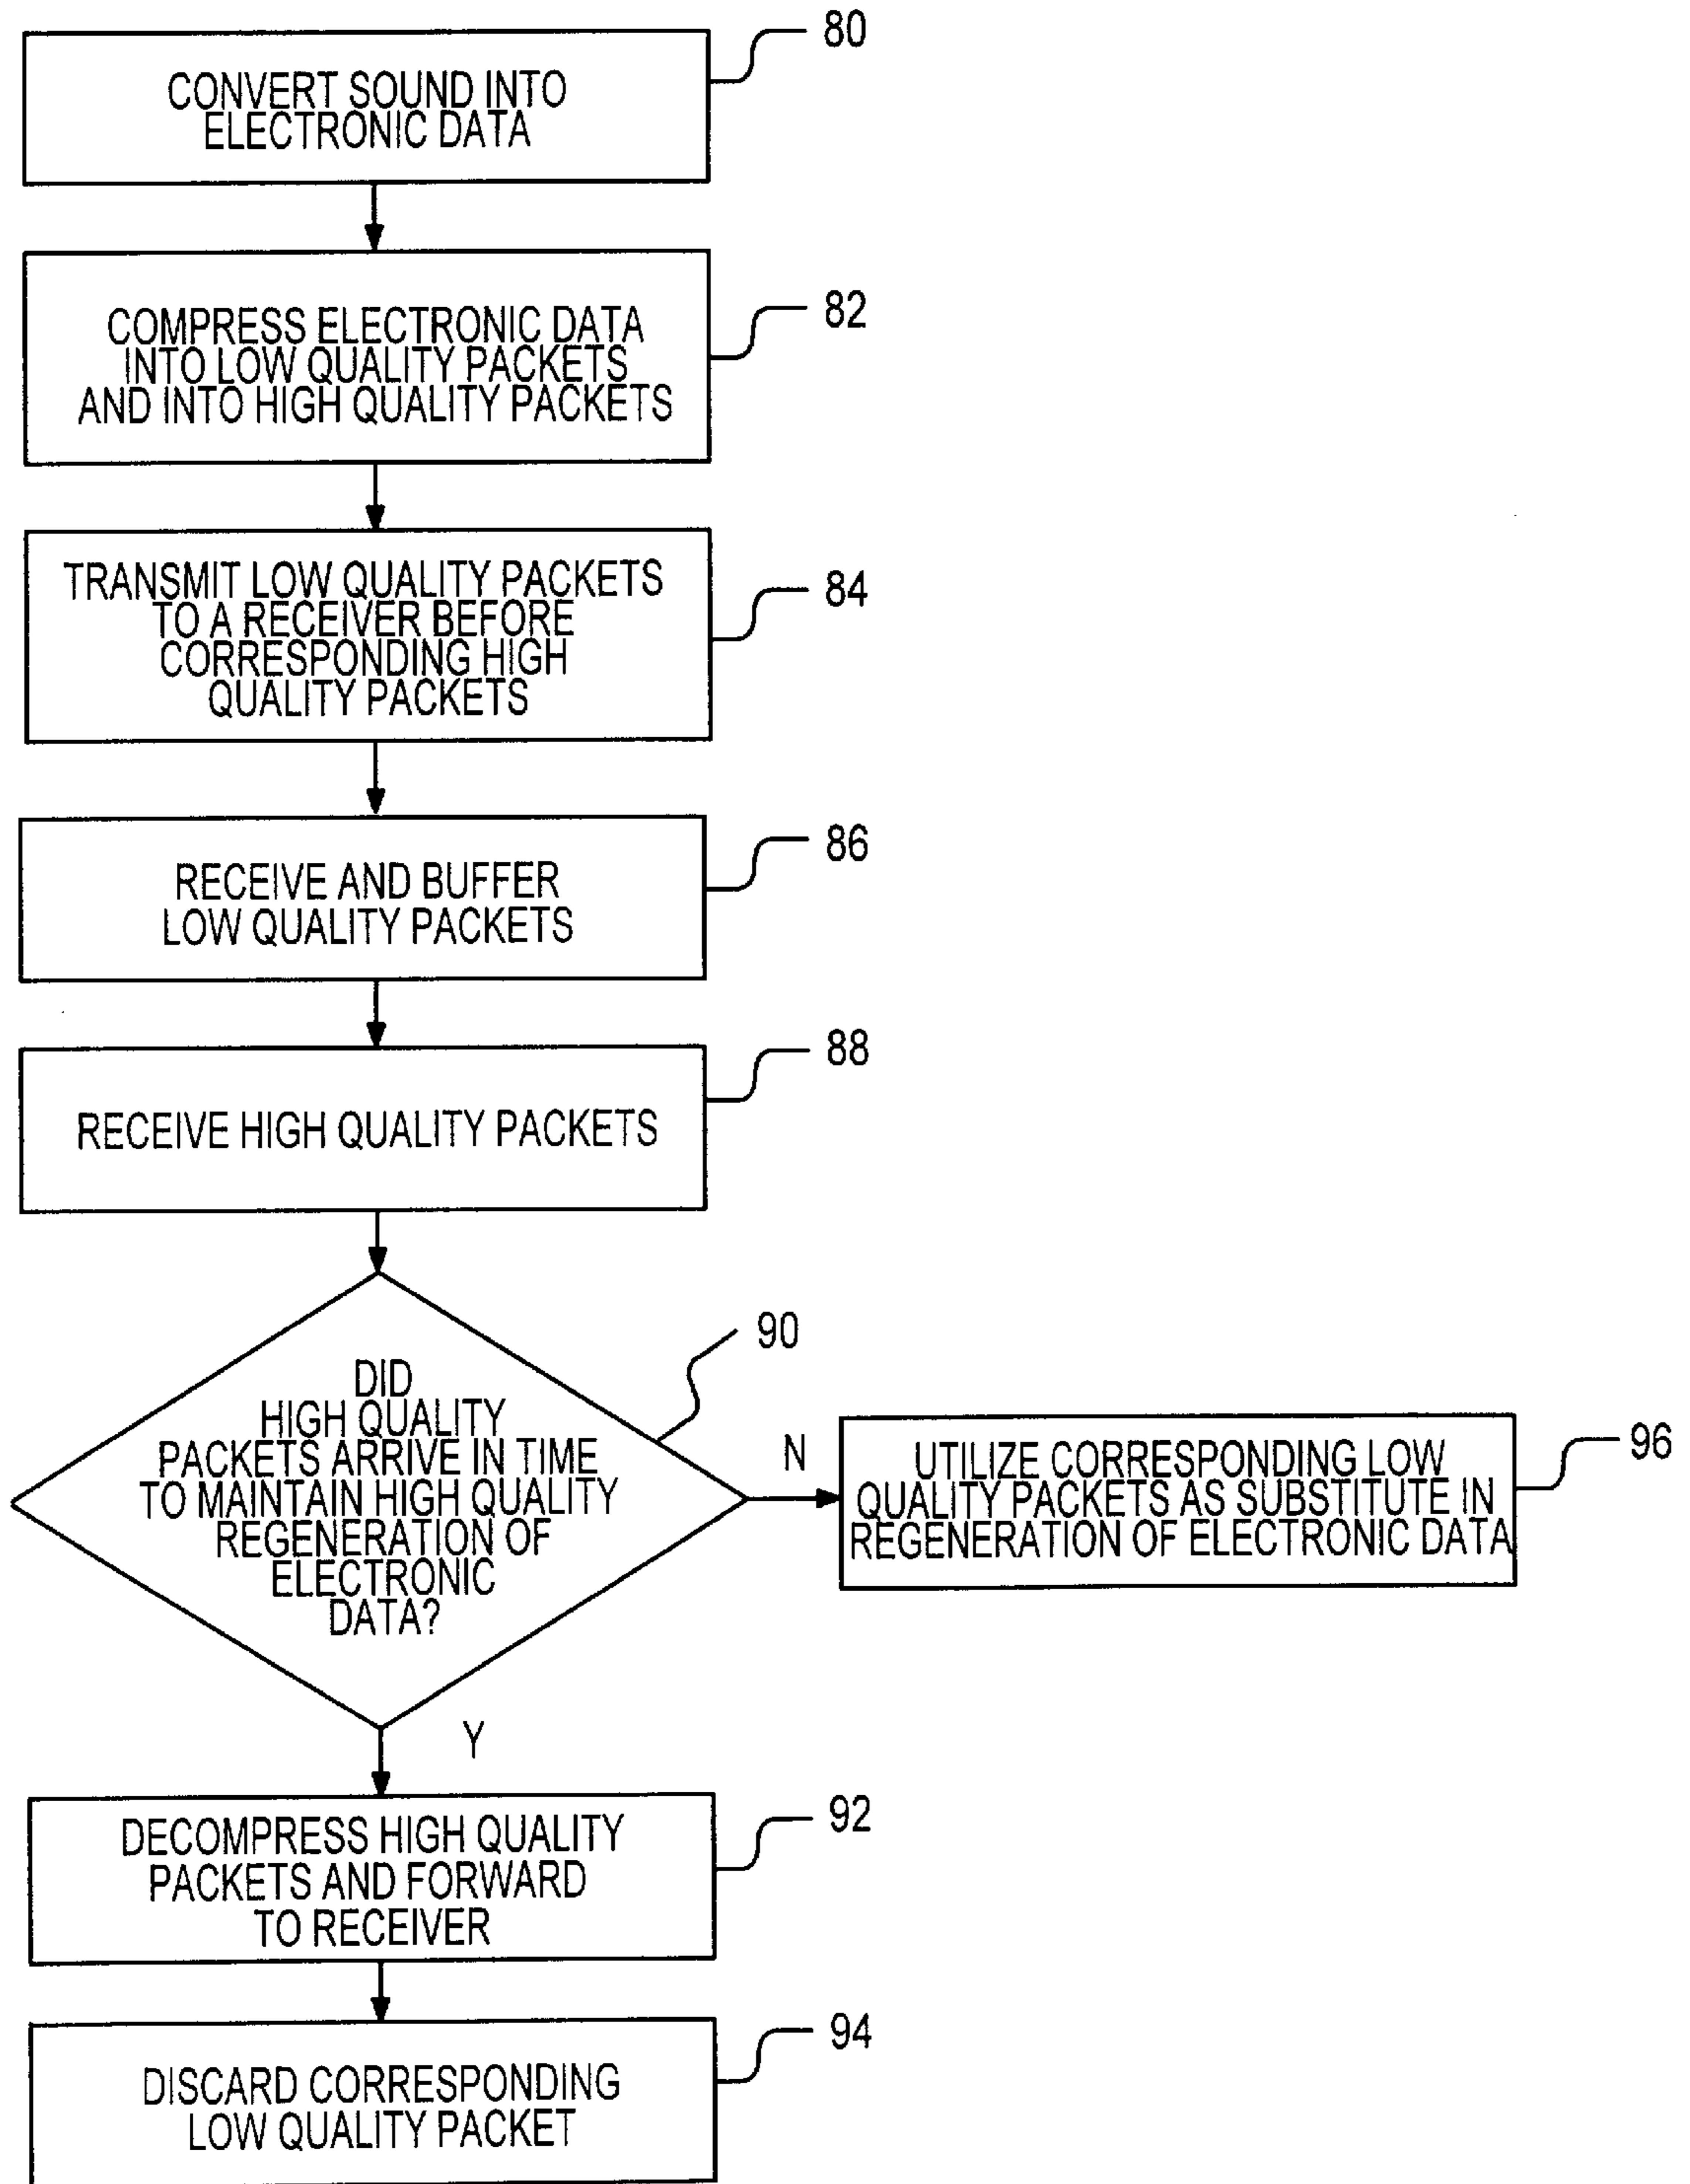 80
CONVERT SOUND INTO
ELECTRONIC DATA
82
COMPRESS ELECTRONIC DATA
INTO LOW QUALITY PACKETS
AND INTO HIGH QUALITY PACKETS
84
TRANSMIT LOW QUALITY PACKETS
TO A RECEIVER BEFORE
CORRESPONDING HIGH
QUALITY PACKETS
86
RECEIVE AND BUFFER
LOW QUALITY PACKETS
88
RECEIVE HIGH QUALITY PACKETS
90
DID
HIGH QUALITY
PACKETS ARRIVE IN TIME
TO MAINTAIN HIGH QUALITY
REGENERATION OF
ELECTRONIC
DATA?
N
96
UTILIZE CORRESPONDING LOW
QUALITY PACKETS AS SUBSTITUTE IN
REGENERATION OF ELECTRONIC DATA
Y
92
DECOMPRESS HIGH QUALITY
PACKETS AND FORWARD
TO RECEIVER
94
DISCARD CORRESPONDING
LOW QUALITY PACKET